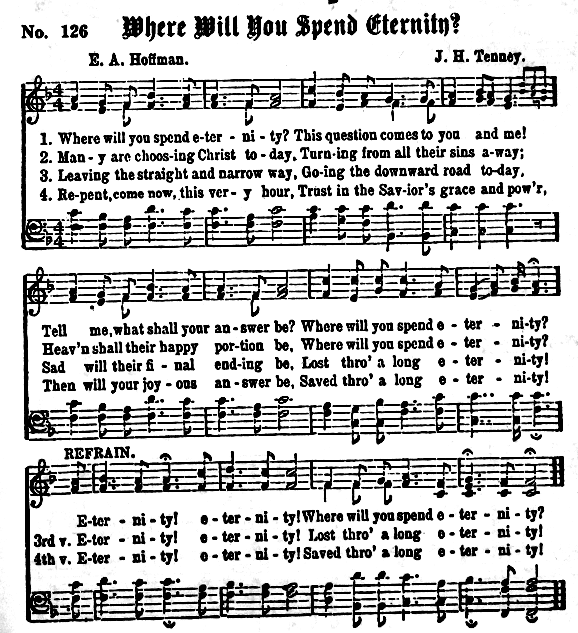 No. 126 Where Will You Spend Eternity?
E. A. Hoffman. J. H. Tenney.
1. Where will you spend e-ter - ni - ty? This question comes to you and me!
2. Man - y are choos-ing Christ to - day, Turn-ing from all their sins a-way;
3. Leaving the straight and narrow way, Go-ing the downward road to-day,
4. Re-pent, come now, this ver - y hour, Trust in the Sav-ior's grace and pow'r,
Tell me, what shall your an - swer be? Where will you spend e - ter - ni-ty?
Heav'n shall their happy por-tion be, Where will you spend e - ter - ni-ty?
Sad will their fi - nal end-ing be, Lost thro' a long e - ter - ni-ty!
Then will your joy - ous an - swer be, Saved thro' a long e - ter - ni-ty!
REFRAIN.
E-ter - ni - ty! e - ter - ni - ty! Where will you spend e - ter - ni-ty?
3rd v. E-ter - ni - ty! e - ter - ni - ty! Lost thro' a long e - ter - ni-ty!
4th v. E-ter - ni - ty! e - ter - ni - ty! Saved thro' a long e - ter - ni-ty!